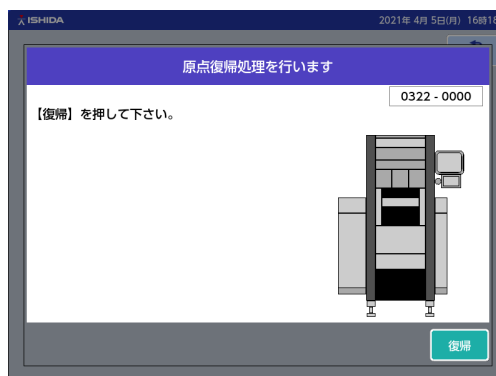 ISHIDA
2021年 4月 5日(月) 16時18
原点復帰処理を行います
0322 - 0000
【復帰】を押して下さい。
復帰